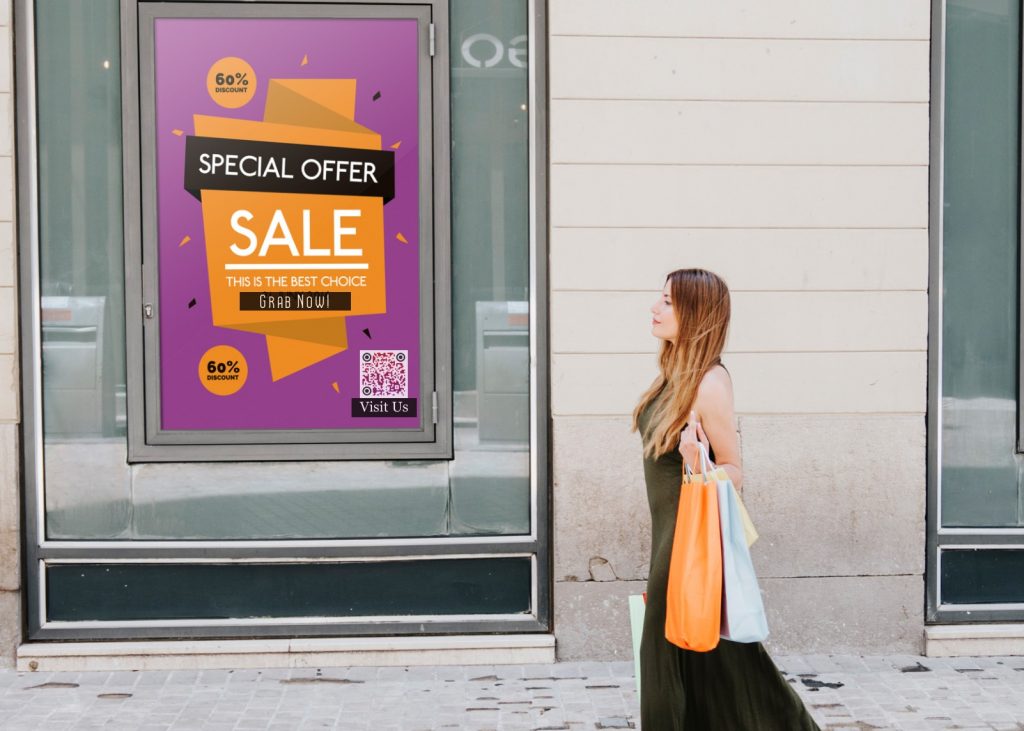 60%
DISCOUNT
SPECIAL OFFER
SALE
THIS IS THE BEST CHOICE
GRAB NOW!
60%
DISCOUNT
Visit Us